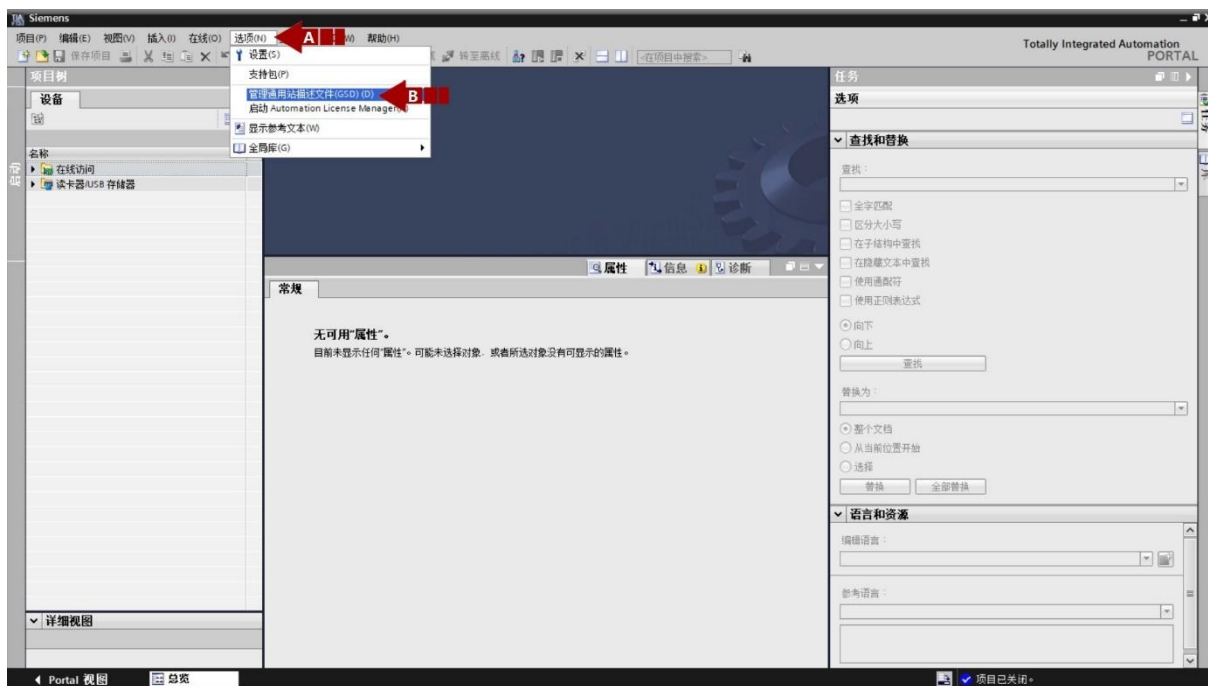 Siemens
项目(P) 编辑(E) 视图(V) 插入(I) 在线(O) 选项(N) A W) 帮助(H)
Totally Integrated Automation
PORTAL
保存项目 转至离线 <在项目中搜索>
设置(S)
支持包(P)
管理通用站描述文件(GSD) (D) B
启动 Automation License Manager
显示参考文本(W)
全局库(G)
项目树
设备
名称
在线访问
读卡器/USB 存储器
详细视图
属性 信息 诊断
常规
无可用"属性"。
目前未显示任何"属性"。可能未选择对象，或者所选对象没有可显示的属性。
任务
选项
查找和替换
查找：
全字匹配
区分大小写
在子结构中查找
在隐藏文本中查找
使用通配符
使用正则表达式
向下
向上
查找
替换为：
整个文档
从当前位置开始
选择
替换 全部替换
语言和资源
编辑语言：
参考语言：
任务
库
Portal 视图 总览 项目已关闭。